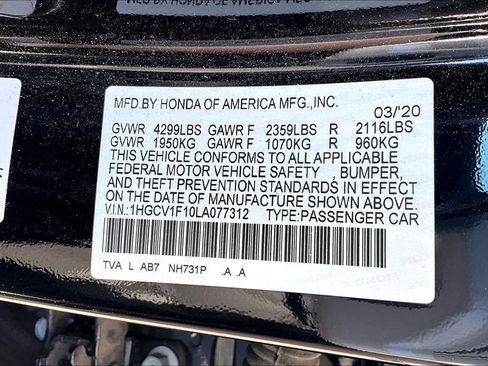 MFD.BY HONDA OF AMERICA MFG.,INC.
03/'20
GVWR 4299LBS GAWR F 2359LBS R 2116LBS
GVWR 1950KG GAWR F 1070KG R 960KG
THIS VEHICLE CONFORMS TO ALL APPLICABLE
FEDERAL MOTOR VEHICLE SAFETY , BUMPER,
AND THEFT PREVENTION STANDARDS IN EFFECT
ON THE DATE OF MANUFACTURE SHOWN ABOVE.
V.I.N.:1HGCV1F10LA077312 TYPE:PASSENGER CAR
TVA L AB7 NH731P .A .A